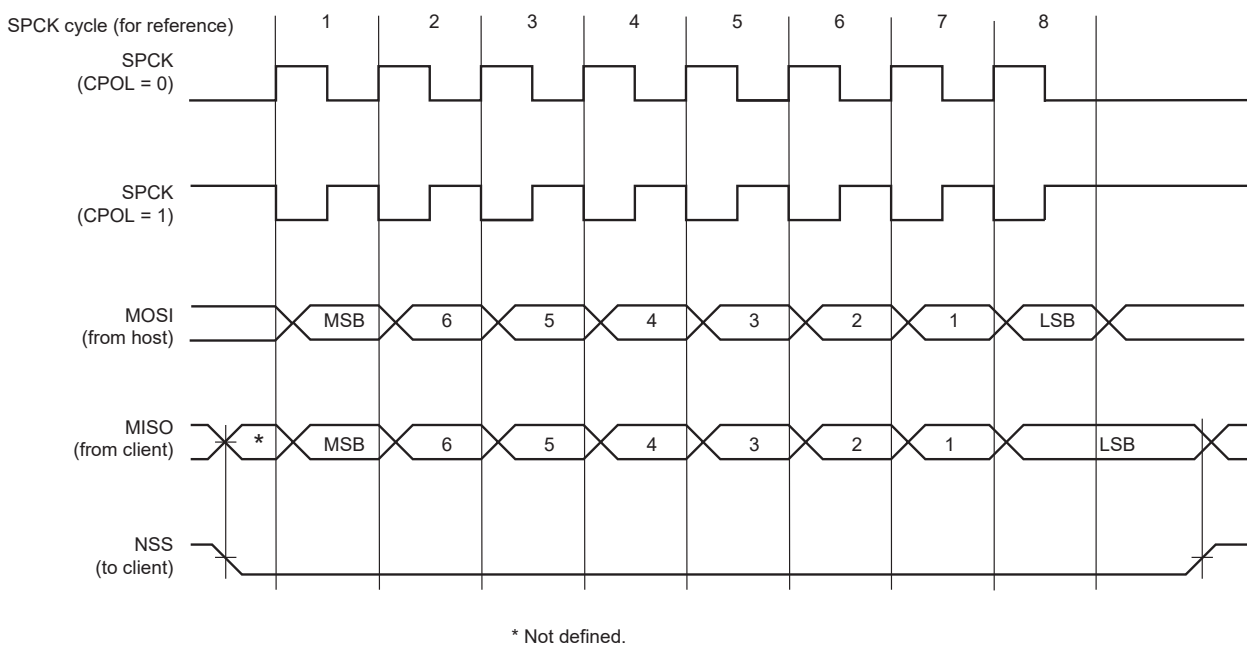 SPCK cycle (for reference) 1 2 3 4 5 6 7 8
SPCK
(CPOL = 0)
SPCK
(CPOL = 1)
MOSI
(from host)
MSB 6 5 4 3 2 1 LSB
MISO
(from client)
* MSB 6 5 4 3 2 1 LSB
NSS
(to client)
* Not defined.